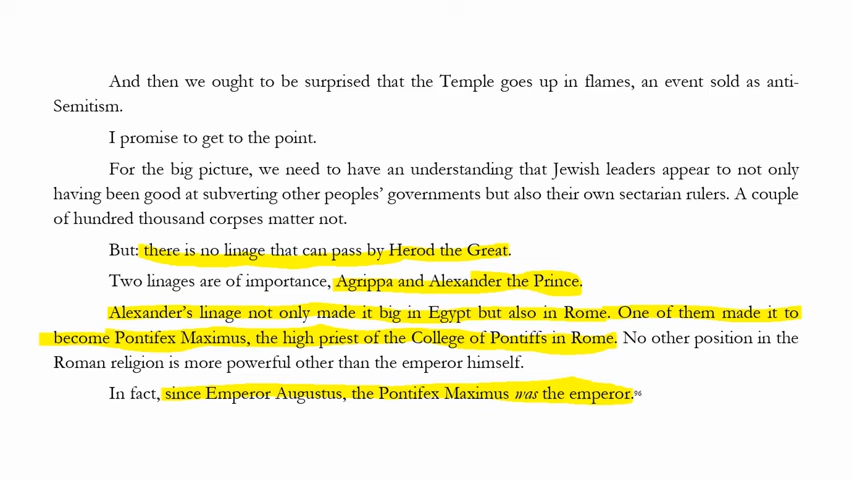 And then we ought to be surprised that the Temple goes up in flames, an event sold as anti-
Semitism.
I promise to get to the point.
For the big picture, we need to have an understanding that Jewish leaders appear to not only
having been good at subverting other peoples’ governments but also their own sectarian rulers. A couple
of hundred thousand corpses matter not.
But: there is no linage that can pass by Herod the Great.
Two linages are of importance, Agrippa and Alexander the Prince.
Alexander’s linage not only made it big in Egypt but also in Rome. One of them made it to
become Pontifex Maximus, the high priest of the College of Pontiffs in Rome. No other position in the
Roman religion is more powerful other than the emperor himself.
In fact, since Emperor Augustus, the Pontifex Maximus was the emperor.96